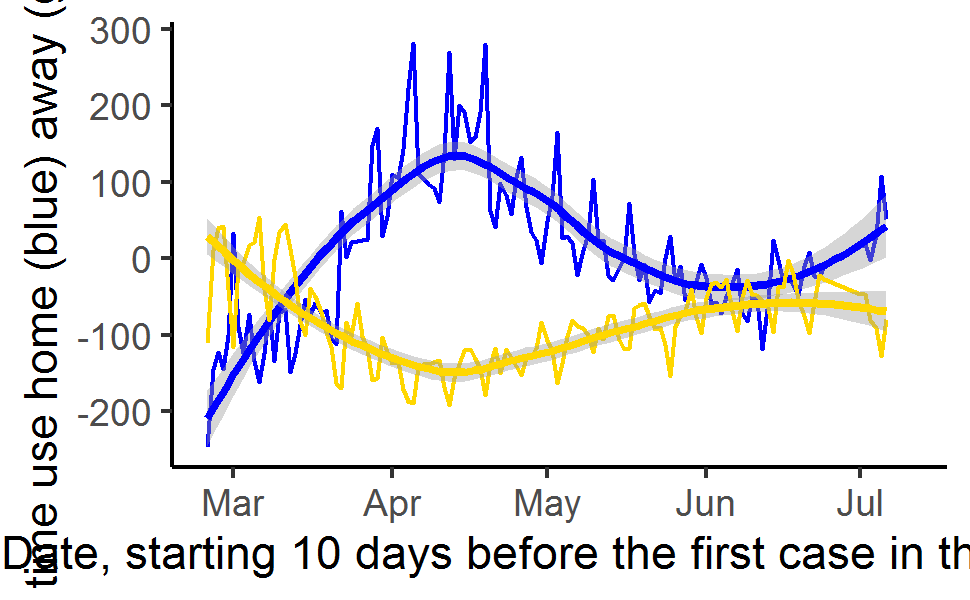 time use home (blue) away (
300
200
100
0
-100
-200
Mar Apr May Jun Jul
Date, starting 10 days before the first case in th